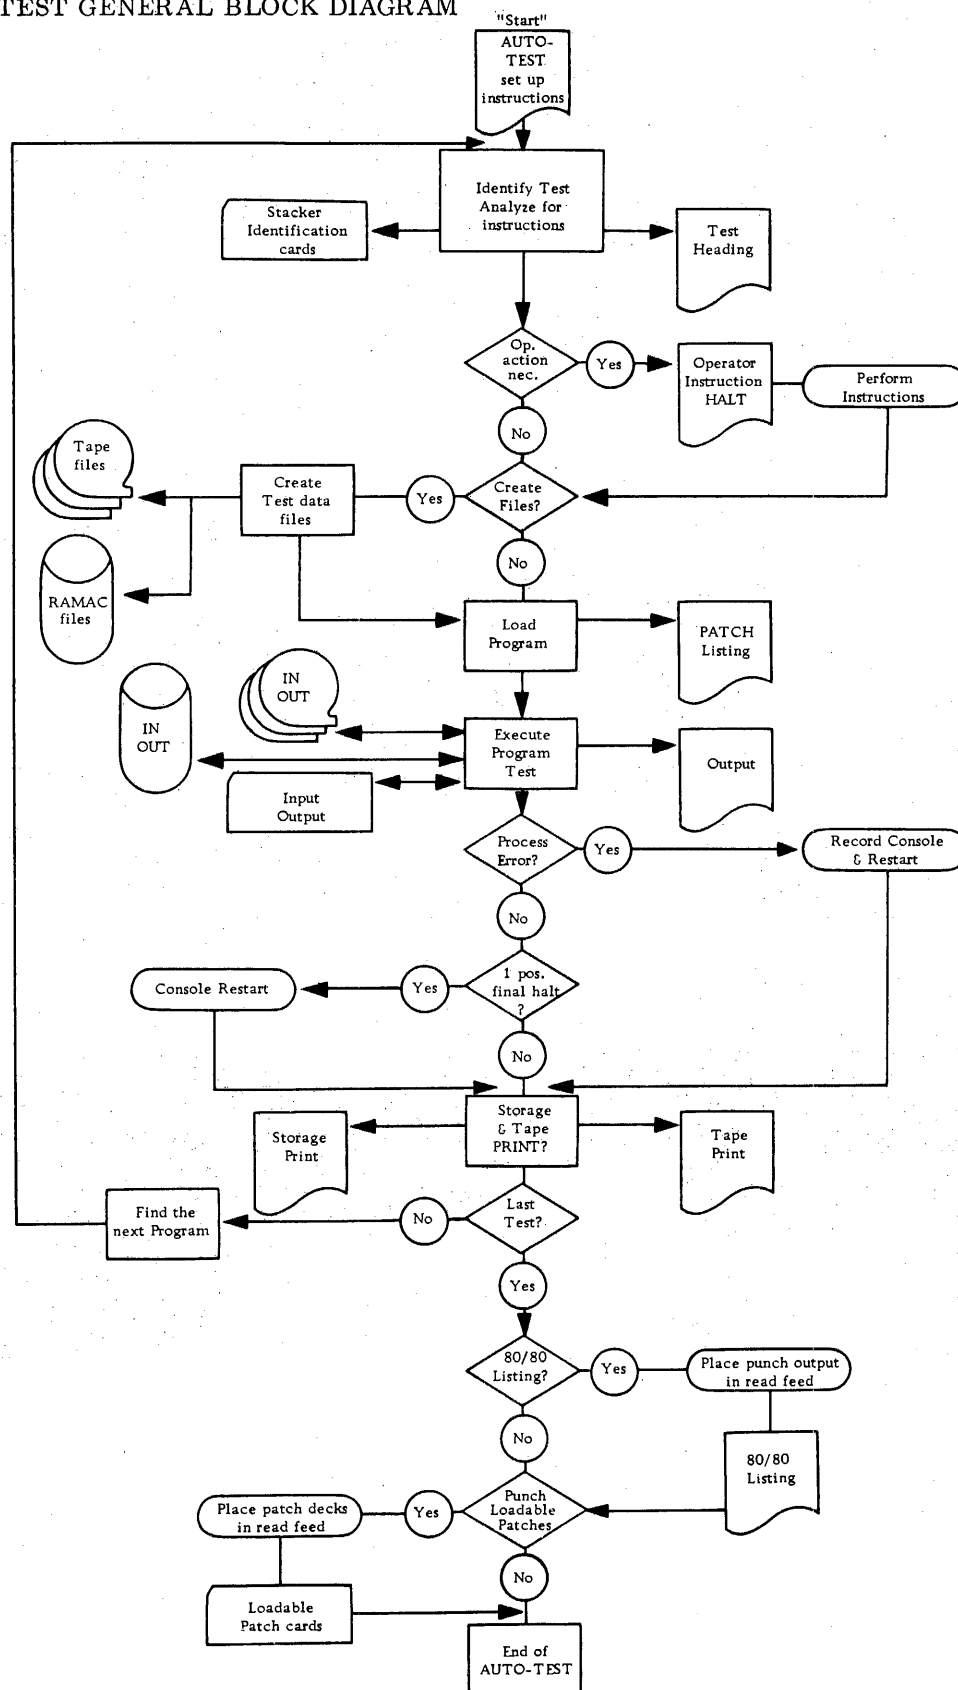 TEST GENERAL BLOCK DIAGRAM
"Start"
AUTO-
TEST
set up
instructions
Identify Test
Analyze for
instructions
Stacker
Identification
cards
Test
Heading
Op.
action
nec.
Yes
Operator
Instruction
HALT
Perform
Instructions
No
Tape
files
Create
Test data
files
Yes
Create
Files?
No
RAMAC
files
Load
Program
PATCH
Listing
IN
OUT
IN
OUT
Execute
Program
Test
Output
Input
Output
Process
Error?
Yes
Record Console
& Restart
No
Console Restart
Yes
1 pos.
final halt
?
No
Storage
Print
Storage
& Tape
PRINT?
Tape
Print
Find the
next Program
No
Last
Test?
Yes
80/80
Listing?
Yes
Place punch output
in read feed
No
80/80
Listing
Place patch decks
in read feed
Yes
Punch
Loadable
Patches
No
Loadable
Patch cards
End of
AUTO-TEST